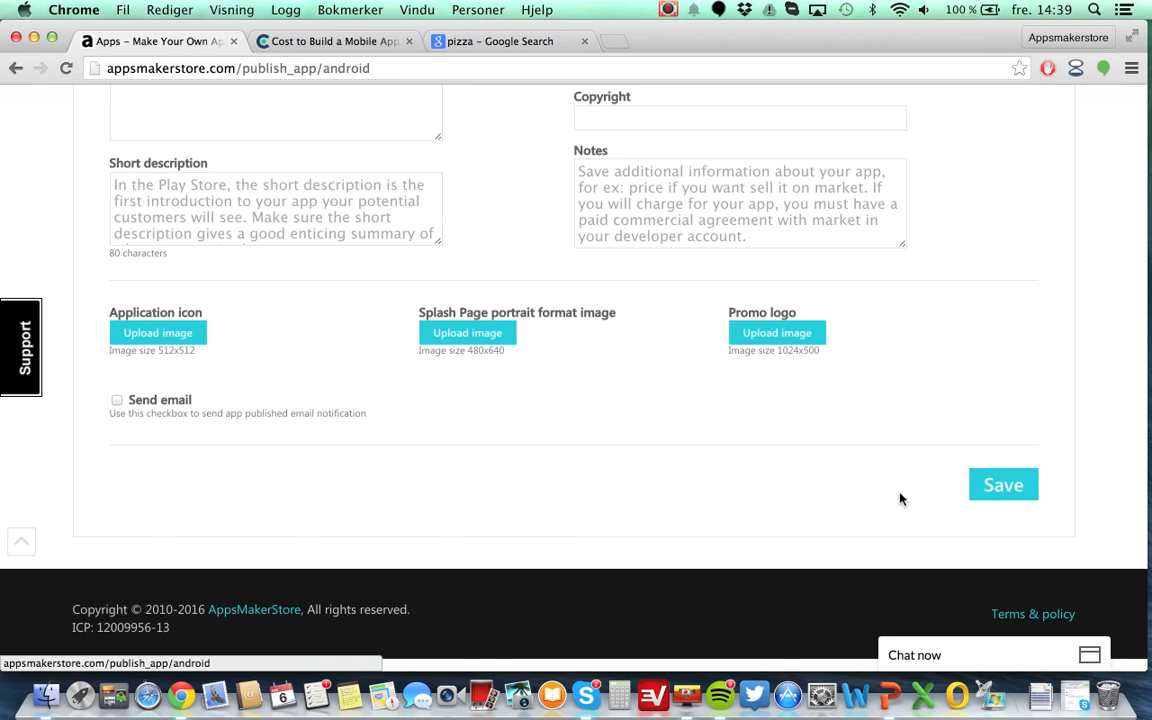 Chrome Fil Rediger Visning Logg Bokmerker Vindu Personer Hjelp 100 % fre. 14:39
Apps – Make Your Own Ap Cost to Build a Mobile App pizza – Google Search Appsmakerstore
appsmakerstore.com/publish_app/android
Copyright
Short description
In the Play Store, the short description is the
first introduction to your app your potential
customers will see. Make sure the short
description gives a good enticing summary of
80 characters
Notes
Save additional information about your app,
for ex: price if you want sell it on market. If
you will charge for your app, you must have a
paid commercial agreement with market in
your developer account.
Support
Application icon
Upload image
Image size 512x512
Splash Page portrait format image
Upload image
Image size 480x640
Promo logo
Upload image
Image size 1024x500
Send email
Use this checkbox to send app published email notification
Save
Copyright © 2010-2016 AppsMakerStore, All rights reserved.
ICP: 12009956-13
Terms & policy
Chat now
appsmakerstore.com/publish_app/android